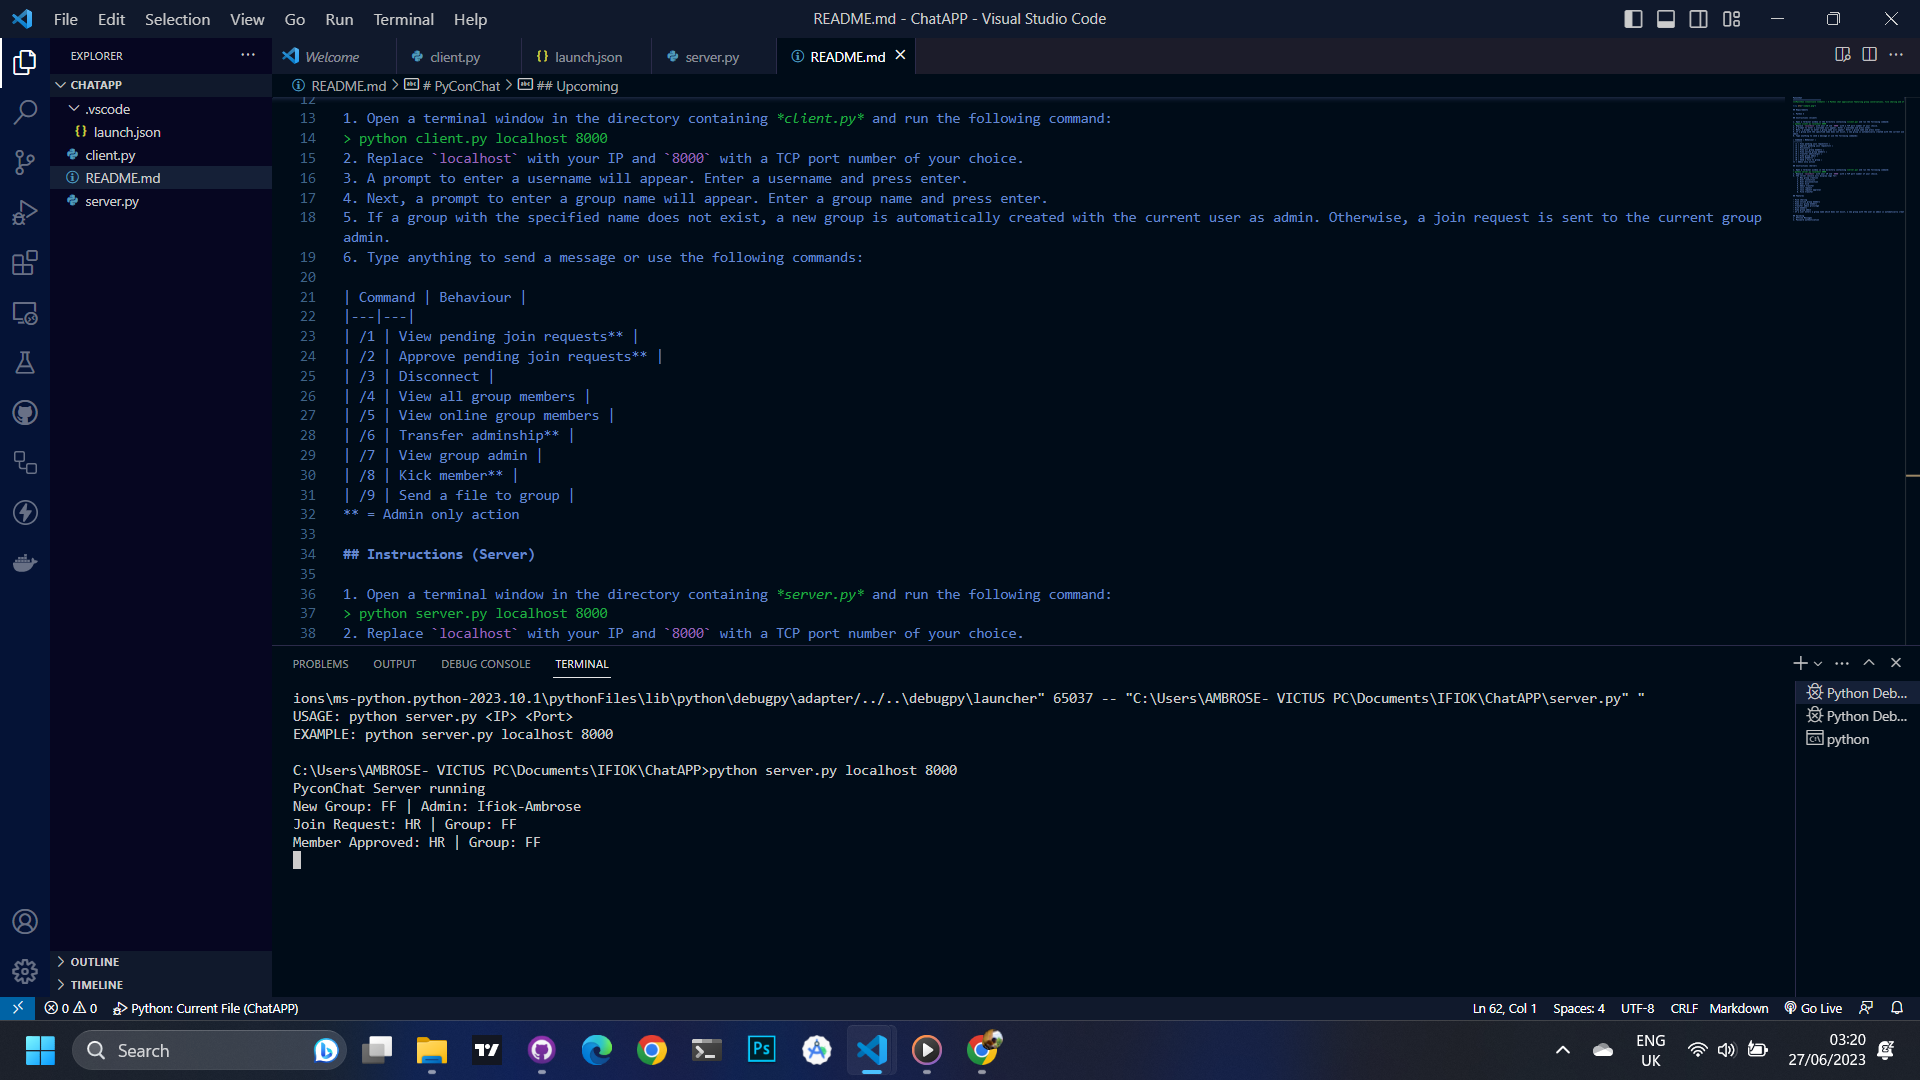 File Edit Selection View Go Run Terminal Help
README.md - ChatAPP - Visual Studio Code
EXPLORER
Welcome client.py launch.json server.py README.md
README.md > # PyConChat > ## Upcoming
CHATAPP
.vscode
launch.json
client.py
README.md
server.py
OUTLINE
TIMELINE
12
13 1. Open a terminal window in the directory containing *client.py* and run the following command:
14 > python client.py localhost 8000
15 2. Replace `localhost` with your IP and `8000` with a TCP port number of your choice.
16 3. A prompt to enter a username will appear. Enter a username and press enter.
17 4. Next, a prompt to enter a group name will appear. Enter a group name and press enter.
18 5. If a group with the specified name does not exist, a new group is automatically created with the current user as admin. Otherwise, a join request is sent to the current group
admin.
19 6. Type anything to send a message or use the following commands:
20
21 | Command | Behaviour |
22 |---|---|
23 | /1 | View pending join requests** |
24 | /2 | Approve pending join requests** |
25 | /3 | Disconnect |
26 | /4 | View all group members |
27 | /5 | View online group members |
28 | /6 | Transfer adminship** |
29 | /7 | View group admin |
30 | /8 | Kick member** |
31 | /9 | Send a file to group |
32 ** = Admin only action
33
34 ## Instructions (Server)
35
36 1. Open a terminal window in the directory containing *server.py* and run the following command:
37 > python server.py localhost 8000
38 2. Replace `localhost` with your IP and `8000` with a TCP port number of your choice.
PROBLEMS OUTPUT DEBUG CONSOLE TERMINAL
ions\ms-python.python-2023.10.1\pythonFiles\lib\python\debugpy\adapter/../..\debugpy\launcher" 65037 -- "C:\Users\AMBROSE- VICTUS PC\Documents\IFIOK\ChatAPP\server.py" "
USAGE: python server.py <IP> <Port>
EXAMPLE: python server.py localhost 8000
C:\Users\AMBROSE- VICTUS PC\Documents\IFIOK\ChatAPP>python server.py localhost 8000
PyconChat Server running
New Group: FF | Admin: Ifiok-Ambrose
Join Request: HR | Group: FF
Member Approved: HR | Group: FF
Python Deb...
Python Deb...
python
0 0 Python: Current File (ChatAPP)
Ln 62, Col 1 Spaces: 4 UTF-8 CRLF Markdown Go Live
Search
Ps
ENG
UK
03:20
27/06/2023